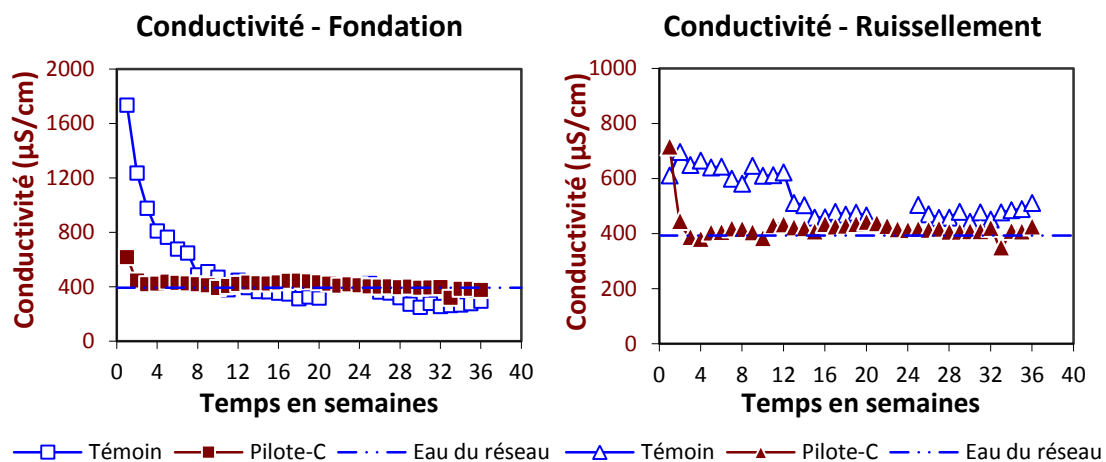 Conductivité - Fondation
Conductivité (µS/cm)
2000
1600
1200
800
400
0
0 4 8 12 16 20 24 28 32 36 40
Temps en semaines
Témoin Pilote-C Eau du réseau
Conductivité - Ruissellement
Conductivité (µS/cm)
1000
800
600
400
200
0
0 4 8 12 16 20 24 28 32 36 40
Temps en semaines
Témoin Pilote-C Eau du réseau